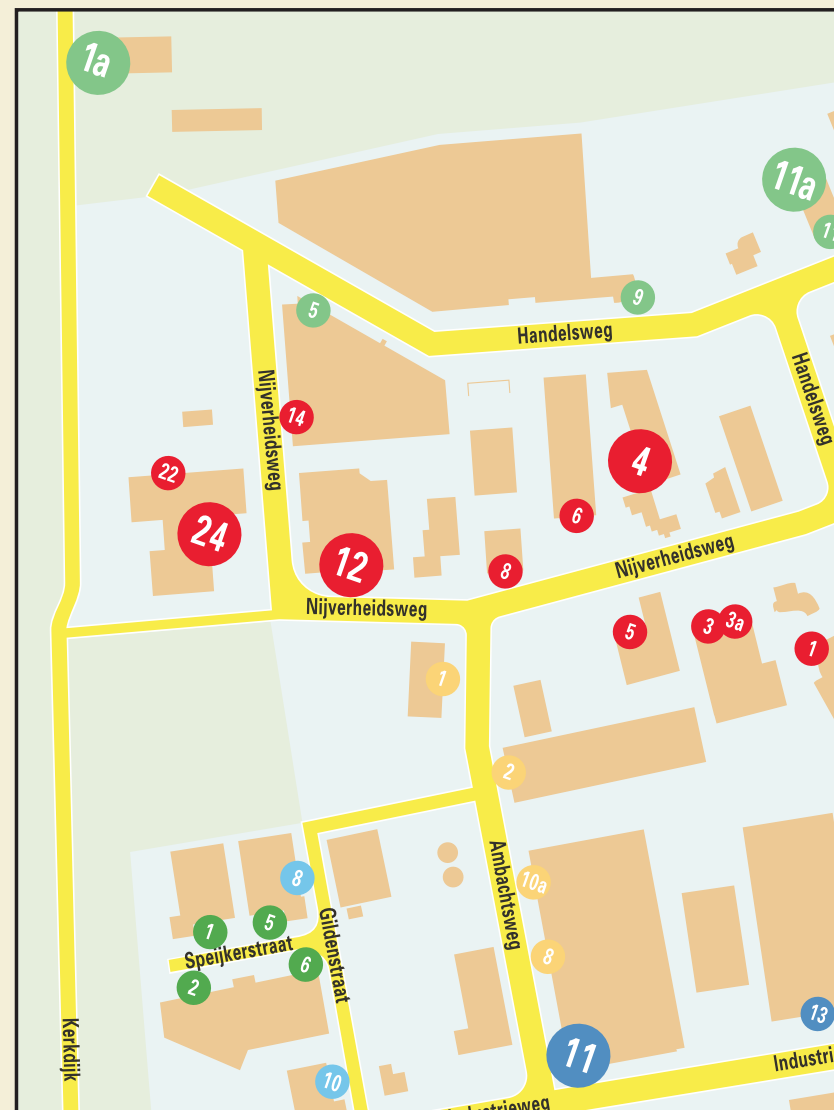 1a
11a
5
9
Handelsweg
Handelsweg
Nijverheidsweg
14
22
4
24
6
12
8
Nijverheidsweg
Nijverheidsweg
5
3
3a
1
1
2
Ambachtsweg
8
10a
Gildenstraat
1
5
Speijkerstraat
6
8
2
13
Kerkdijk
11
10